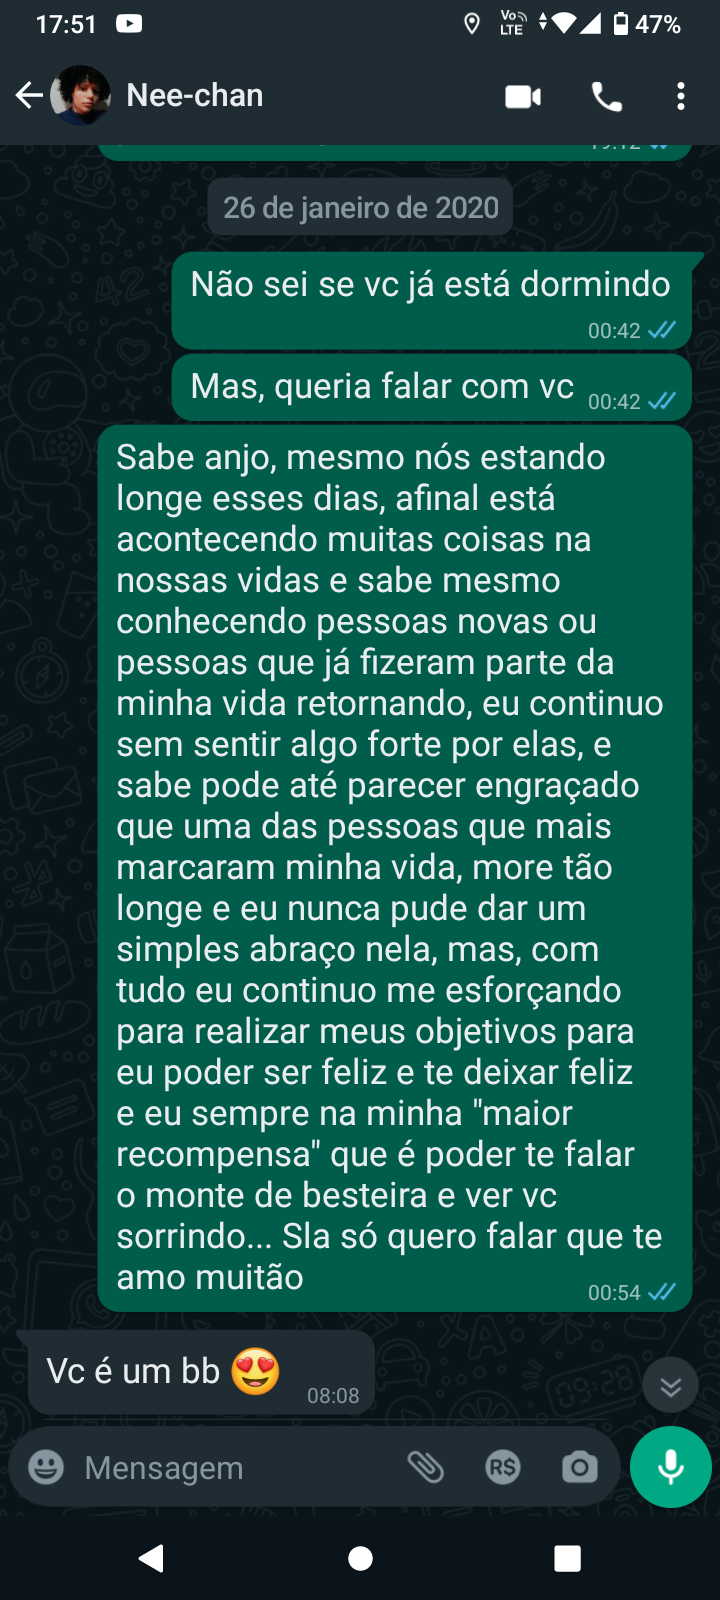 17:51
Vo
LTE
47%
Nee-chan
19:12
26 de janeiro de 2020
Não sei se vc já está dormindo
00:42
Mas, queria falar com vc
00:42
Sabe anjo, mesmo nós estando
longe esses dias, afinal está
acontecendo muitas coisas na
nossas vidas e sabe mesmo
conhecendo pessoas novas ou
pessoas que já fizeram parte da
minha vida retornando, eu continuo
sem sentir algo forte por elas, e
sabe pode até parecer engraçado
que uma das pessoas que mais
marcaram minha vida, more tão
longe e eu nunca pude dar um
simples abraço nela, mas, com
tudo eu continuo me esforçando
para realizar meus objetivos para
eu poder ser feliz e te deixar feliz
e eu sempre na minha "maior
recompensa" que é poder te falar
o monte de besteira e ver vc
sorrindo... Sla só quero falar que te
amo muitão
00:54
Vc é um bb 😍
08:08
Mensagem
R$